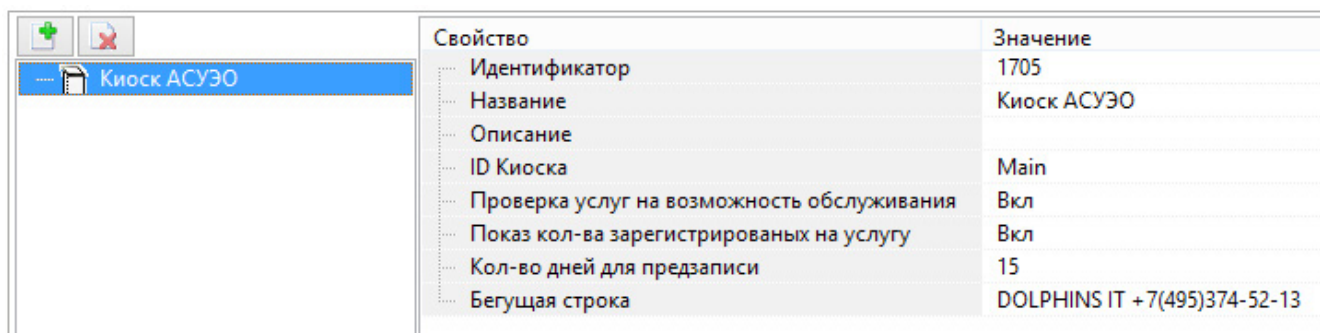 Киоск АСУЭО
Свойство Значение
Идентификатор 1705
Название Киоск АСУЭО
Описание
ID Киоска Main
Проверка услуг на возможность обслуживания Вкл
Показ кол-ва зарегистрированых на услугу Вкл
Кол-во дней для предзаписи 15
Бегущая строка DOLPHINS IT +7(495)374-52-13